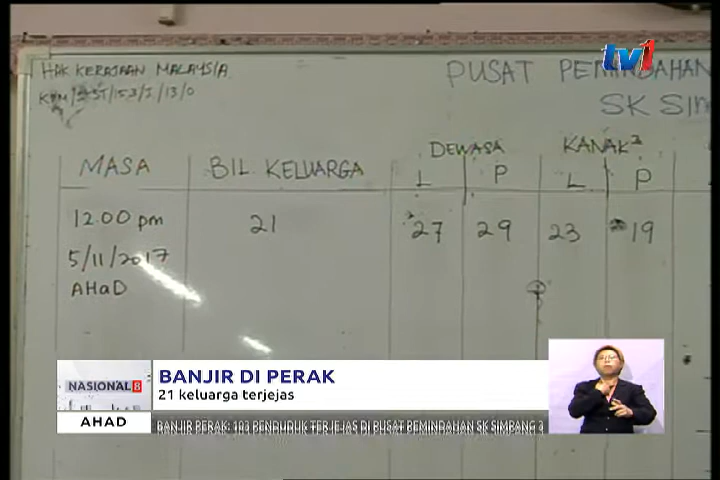 HAK KERAJAAN MALAYSIA
tv1
PUSAT PEMINDAHAN
SK SIM
MASA
BIL. KELUARGA
DEWASA
KANAK²
L
P
L
P
12.00 pm
21
27
29
23
19
5/11/2017
AHaD
NASIONAL 8
BANJIR DI PERAK
21 keluarga terjejas
AHAD
BANJIR PERAK: 103 PENDUDUK TERJEJAS DI PUSAT PEMINDAHAN SK SIMPANG 3